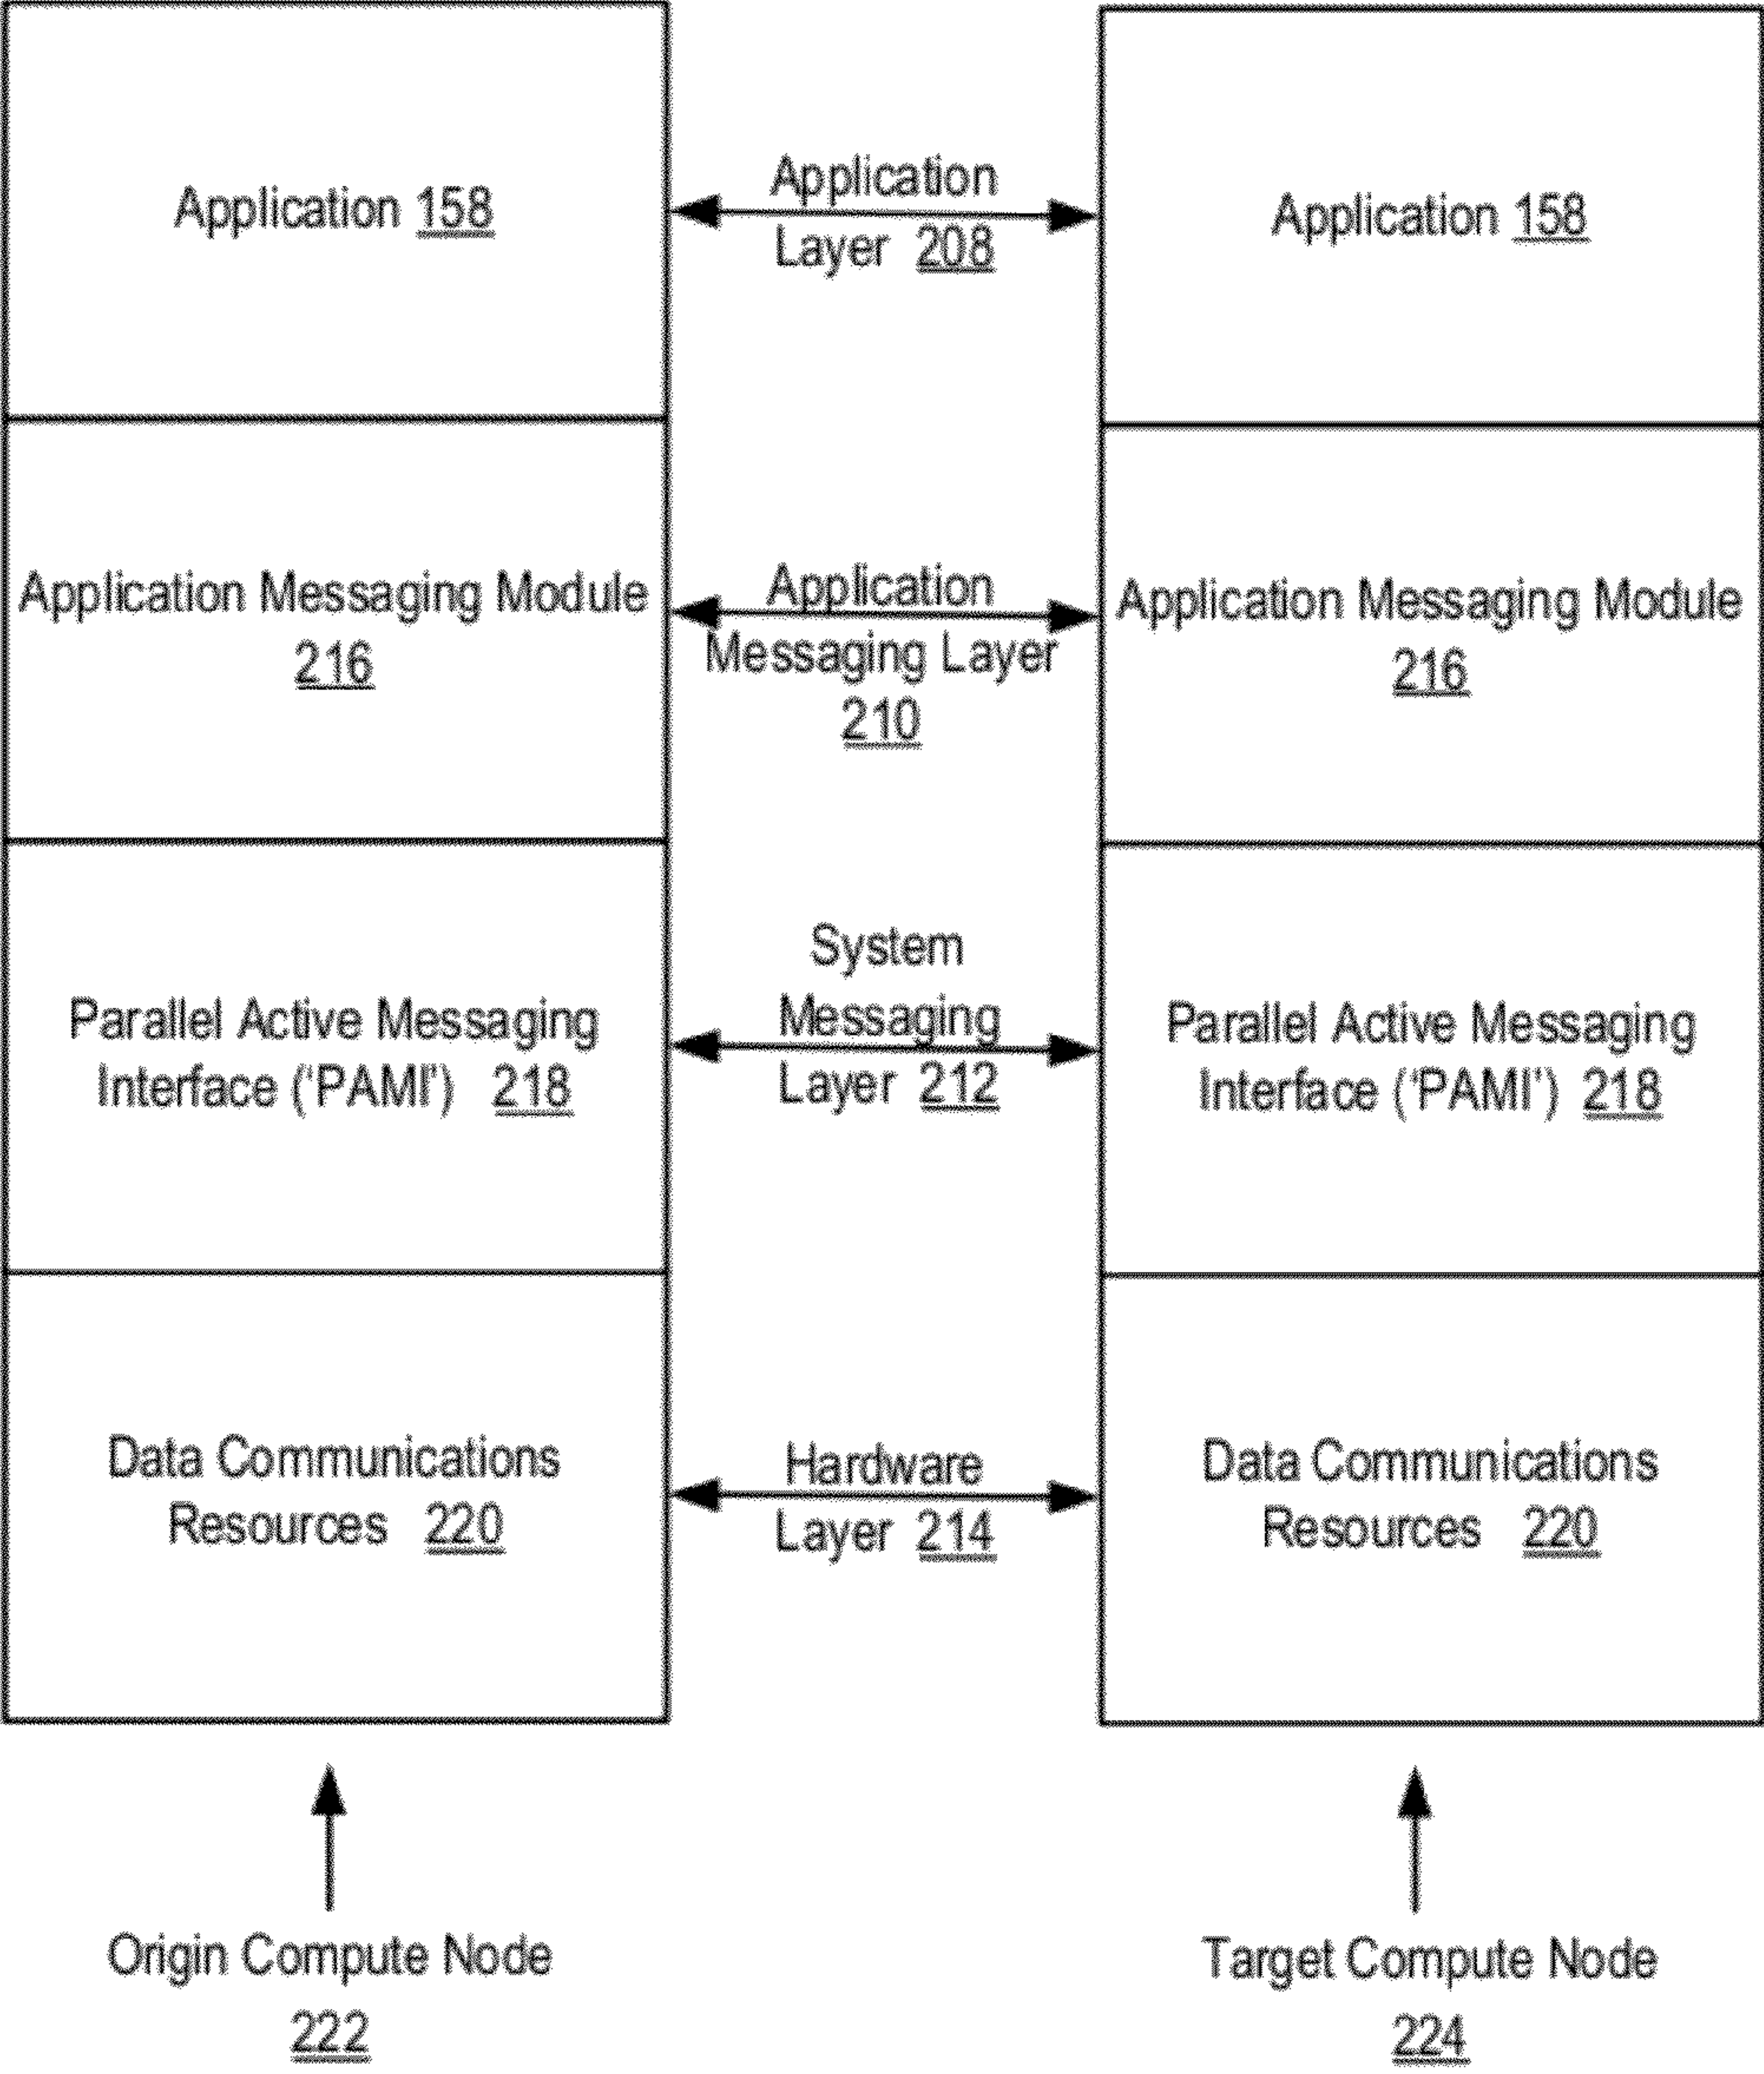 Application 158
Application
Layer 208
Application 158
Application Messaging Module
216
Application
Messaging Layer
210
Application Messaging Module
216
Parallel Active Messaging
Interface (‘PAMI’) 218
System
Messaging
Layer 212
Parallel Active Messaging
Interface (‘PAMI’) 218
Data Communications
Resources 220
Hardware
Layer 214
Data Communications
Resources 220
Origin Compute Node
222
Target Compute Node
224